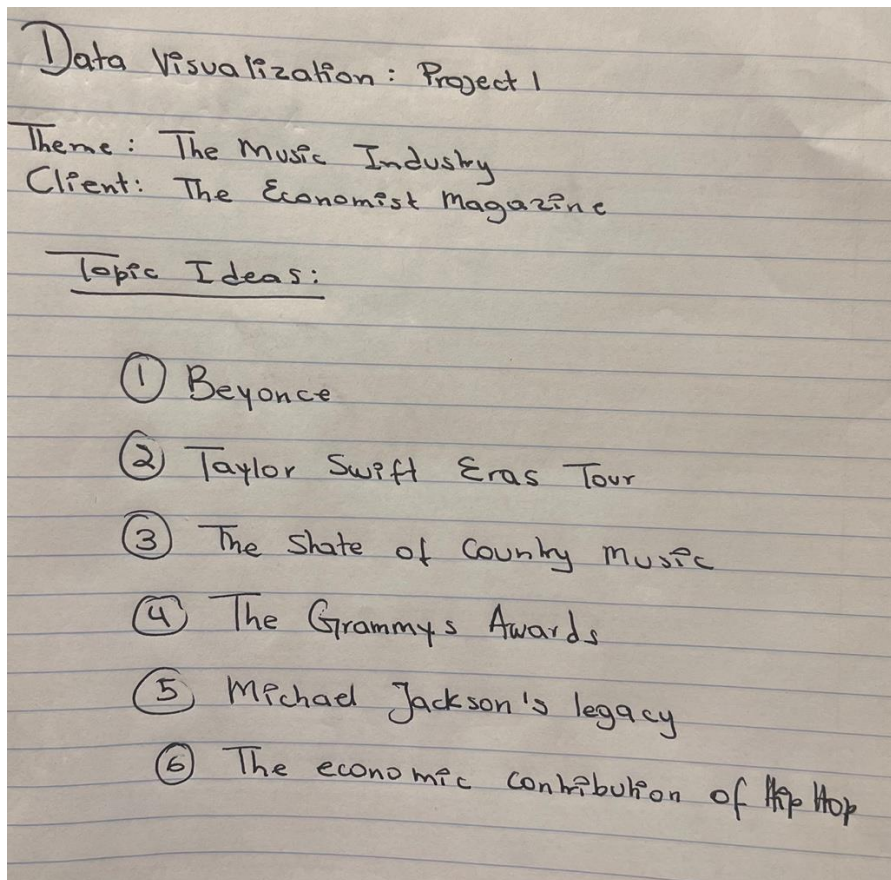 Data Visualization: Project 1
Theme: The Music Industry
Client: The Economist Magazine
Topic Ideas:
① Beyonce
② Taylor Swift Eras Tour
③ The State of Country Music
④ The Grammys Awards
⑤ Michael Jackson's legacy
⑥ The economic contribution of Hip Hop